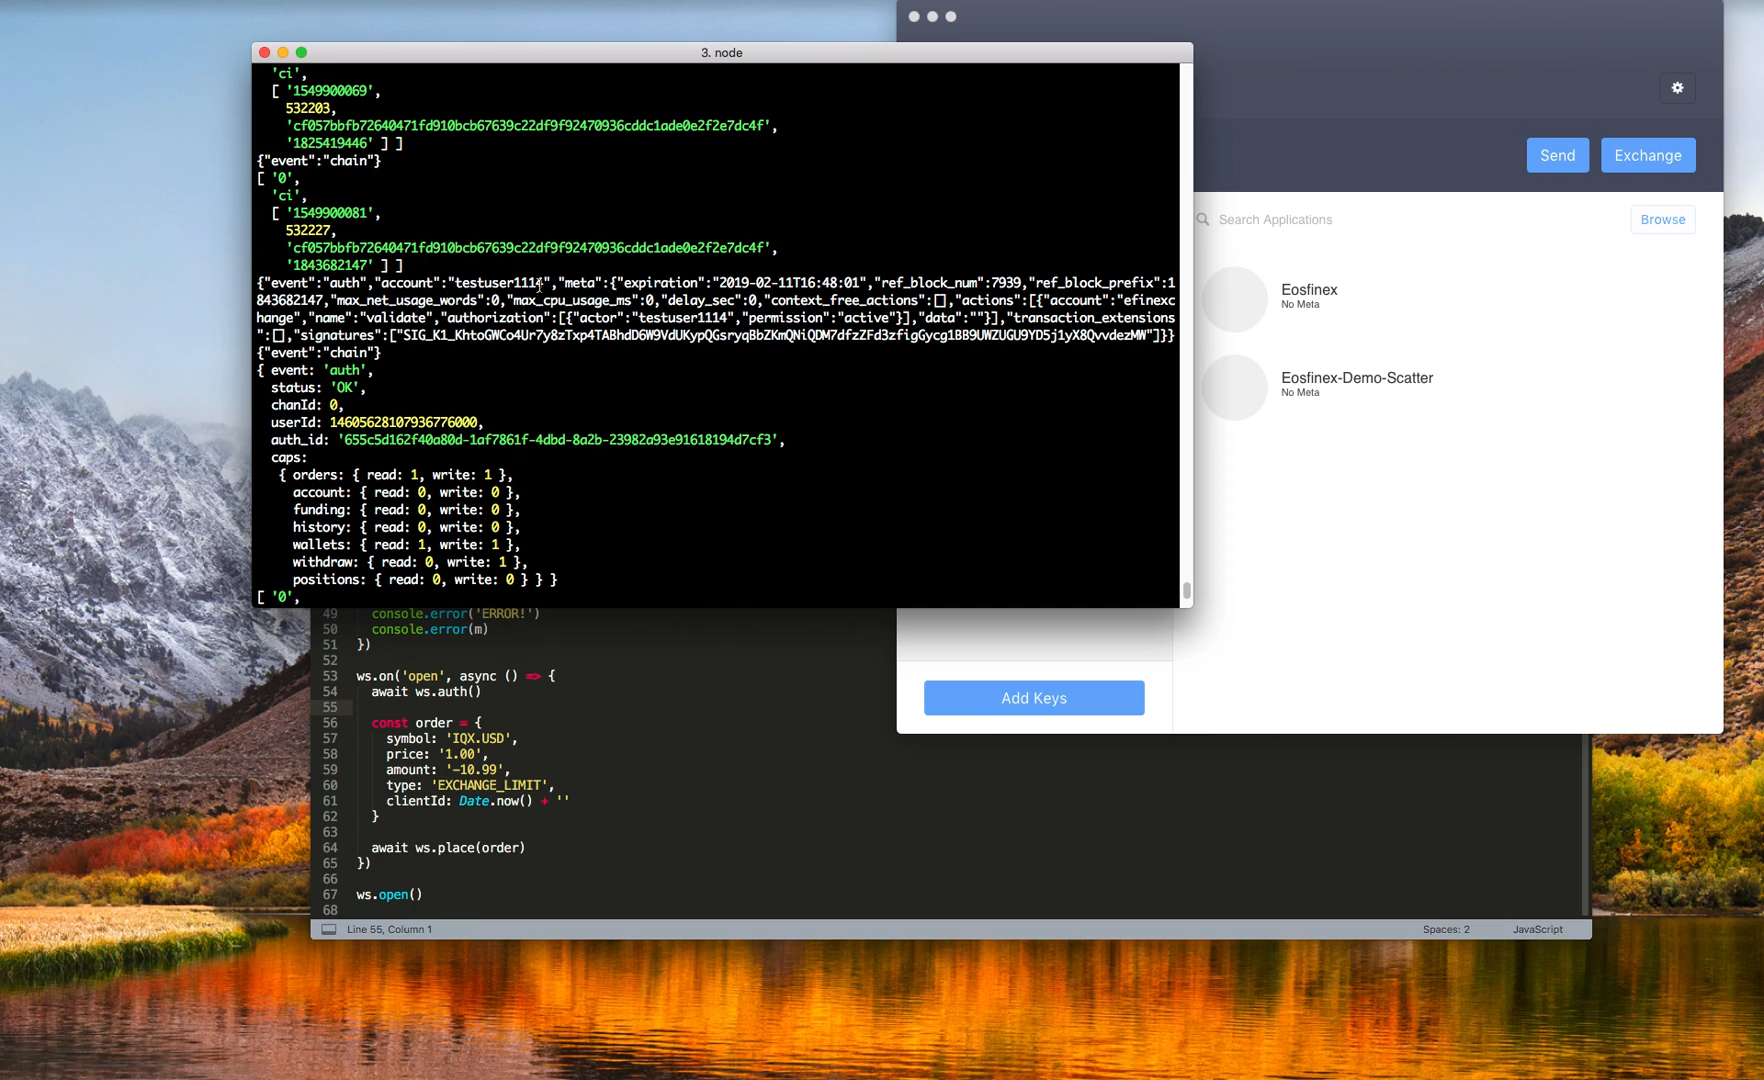 3. node
'ci',
[ '1549900069',
532203,
'cf057bbfb72640471fd910bcb67639c22df9f92470936cddc1ade0e2f2e7dc4f',
'1825419446' ] ]
{"event":"chain"}
[ '0',
'ci',
[ '1549900081',
532227,
'cf057bbfb72640471fd910bcb67639c22df9f92470936cddc1ade0e2f2e7dc4f',
'1843682147' ] ]
{"event":"auth","account":"testuser1114","meta":{"expiration":"2019-02-11T16:48:01","ref_block_num":7939,"ref_block_prefix":1
843682147,"max_net_usage_words":0,"max_cpu_usage_ms":0,"delay_sec":0,"context_free_actions":[],"actions":[{"account":"efinexc
hange","name":"validate","authorization":[{"actor":"testuser1114","permission":"active"}],"data":""}],"transaction_extensions
":[],"signatures":["SIG_K1_KhtoGWCo4Ur7y8zTxp4TABhdD6W9VdUKypQGsryqBbZKmQNiQDM7dfzZFd3zfigGycg1BB9UWZUGU9YD5j1yX8QvvdezMW"]}}
{"event":"chain"}
{ event: 'auth',
status: 'OK',
chanId: 0,
userId: 14605628107936776000,
auth_id: '655c5d162f40a80d-1af7861f-4dbd-8a2b-23982a93e91618194d7cf3',
caps:
{ orders: { read: 1, write: 1 },
account: { read: 0, write: 0 },
funding: { read: 0, write: 0 },
history: { read: 0, write: 0 },
wallets: { read: 1, write: 1 },
withdraw: { read: 0, write: 1 },
positions: { read: 0, write: 0 } } }
[ '0',
Send
Exchange
Search Applications
Browse
Eosfinex
No Meta
Eosfinex-Demo-Scatter
No Meta
Add Keys
49 console.error('ERROR!')
50 console.error(m)
51 })
52
53 ws.on('open', async () => {
54 await ws.auth()
55
56 const order = {
57 symbol: 'IQX.USD',
58 price: '1.00',
59 amount: '-10.99',
60 type: 'EXCHANGE_LIMIT',
61 clientId: Date.now() + ''
62 }
63
64 await ws.place(order)
65 })
66
67 ws.open()
68
Line 55, Column 1
Spaces: 2
JavaScript